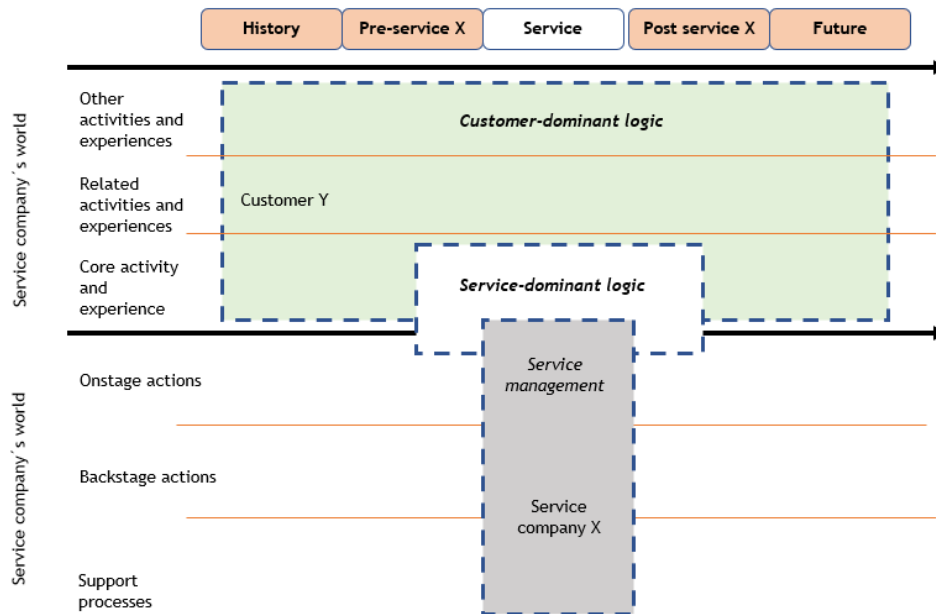 History
Pre-service X
Service
Post service X
Future
Service company´s world
Other
activities and
experiences
Customer-dominant logic
Related
activities and
experiences
Customer Y
Core activity
and
experience
Service-dominant logic
Service company´s world
Onstage actions
Service
management
Backstage actions
Service
company X
Support
processes